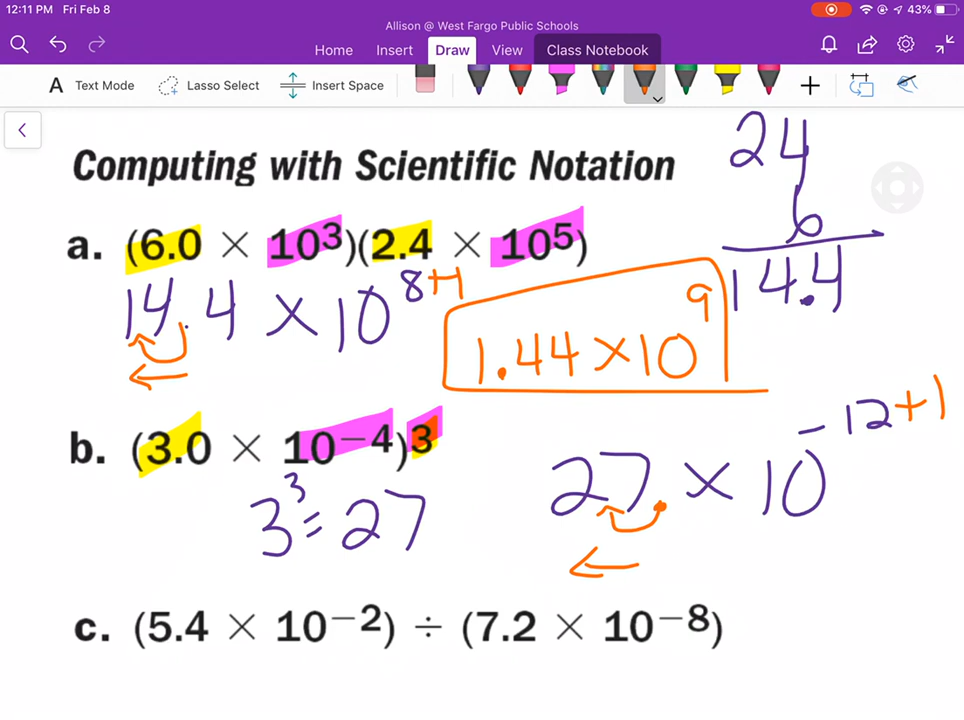 12:11 PM Fri Feb 8
43%
Allison @ West Fargo Public Schools
Home Insert Draw View Class Notebook
A Text Mode Lasso Select Insert Space
Computing with Scientific Notation
24
6
14.4
a. (6.0 × 10³)(2.4 × 10⁵)
14.4 × 10⁸⁺¹
1.44 × 10⁹
b. (3.0 × 10⁻⁴)³
3³ = 27
27. × 10⁻¹²⁺¹
c. (5.4 × 10⁻²) ÷ (7.2 × 10⁻⁸)